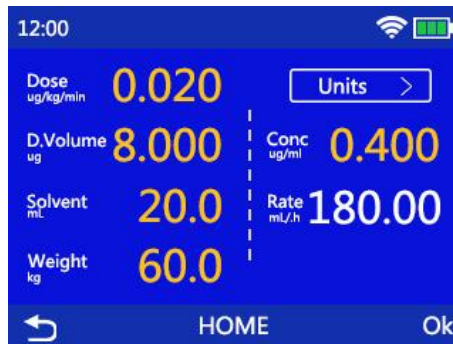 12:00
Dose
ug/kg/min
0.020
Units >
D.Volume
ug
8.000
Conc
ug/ml
0.400
Solvent
mL
20.0
Rate
mL/.h
180.00
Weight
kg
60.0
HOME
Ok